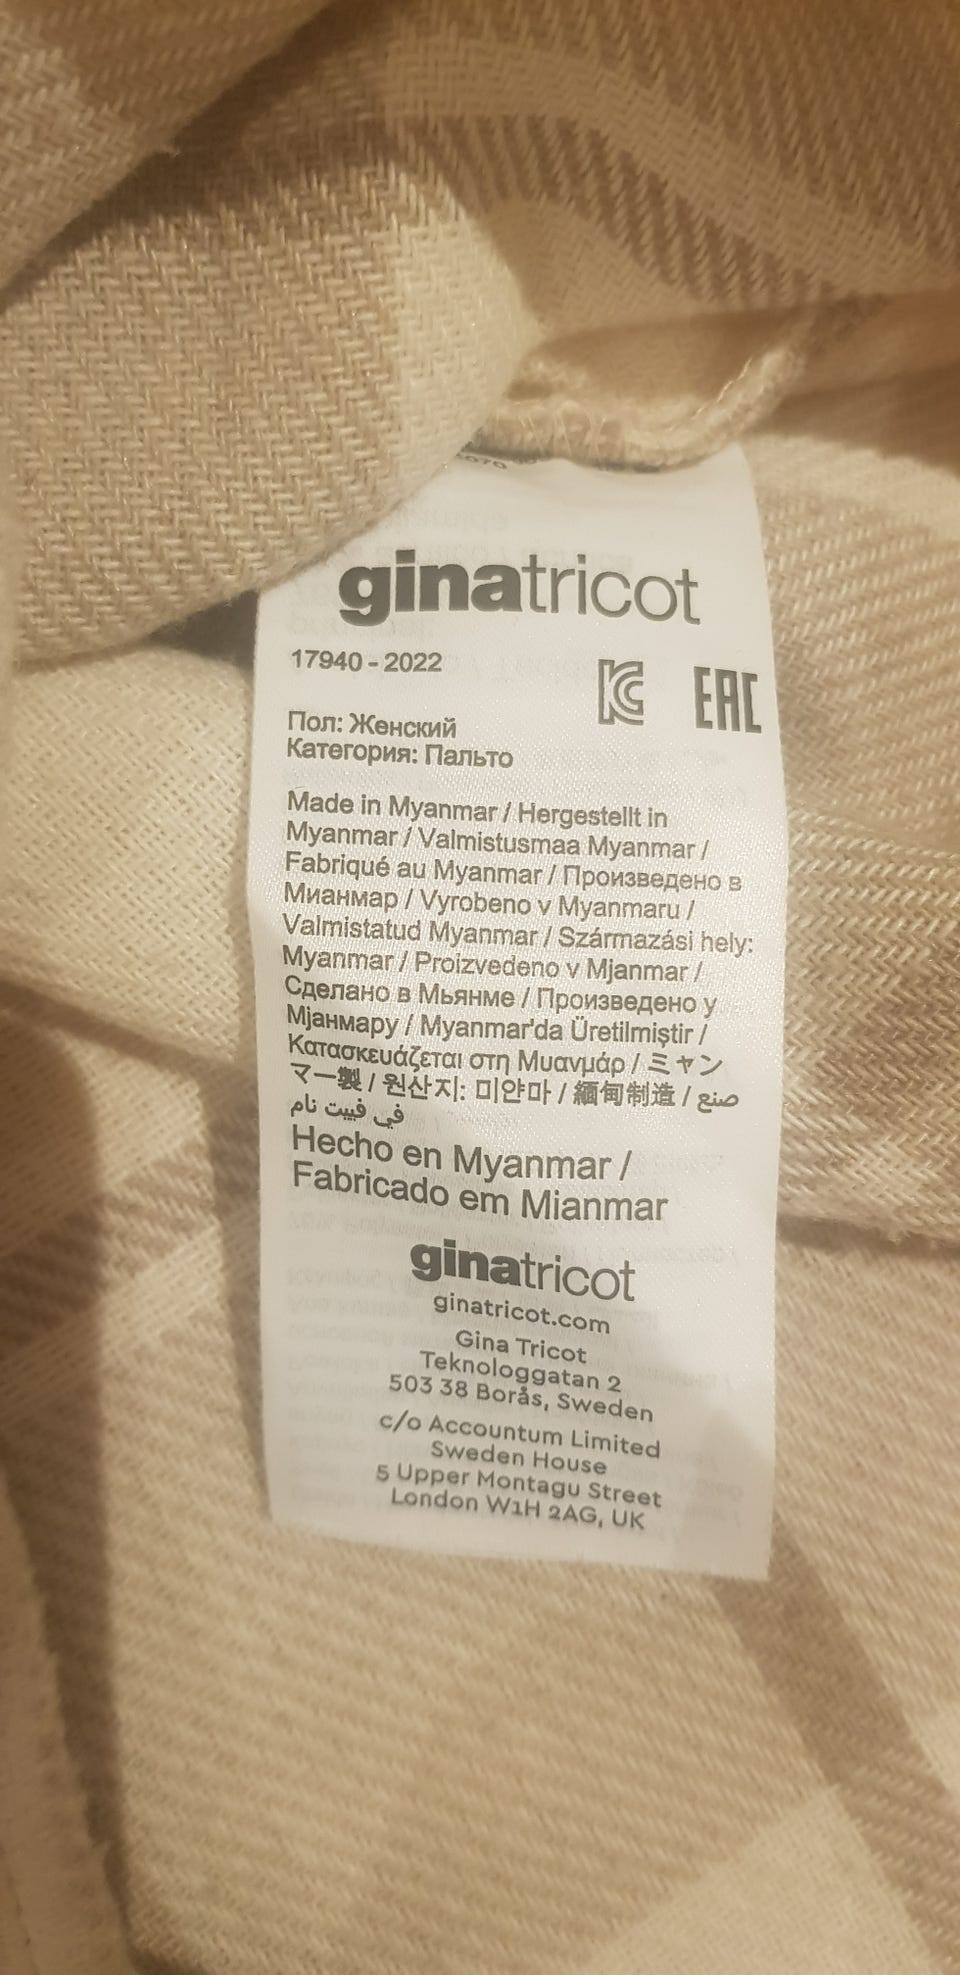 ginatricot
17940 - 2022
KC EAC
Пол: Женский
Категория: Пальто
Made in Myanmar / Hergestellt in
Myanmar / Valmistusmaa Myanmar /
Fabriqué au Myanmar / Произведено в
Мианмар / Vyrobeno v Myanmaru /
Valmistatud Myanmar / Származási hely:
Myanmar / Proizvedeno v Mjanmar /
Сделано в Мьянме / Произведено у
Мјанмару / Myanmar'da Üretilmiştir /
Κατασκευάζεται στη Μυανμάρ / ミャン
マー製 / 원산지: 미얀마 / 緬甸制造 / صنع
في فييت نام
Hecho en Myanmar /
Fabricado em Mianmar
ginatricot
ginatricot.com
Gina Tricot
Teknologgatan 2
503 38 Borås, Sweden
c/o Accountum Limited
Sweden House
5 Upper Montagu Street
London W1H 2AG, UK